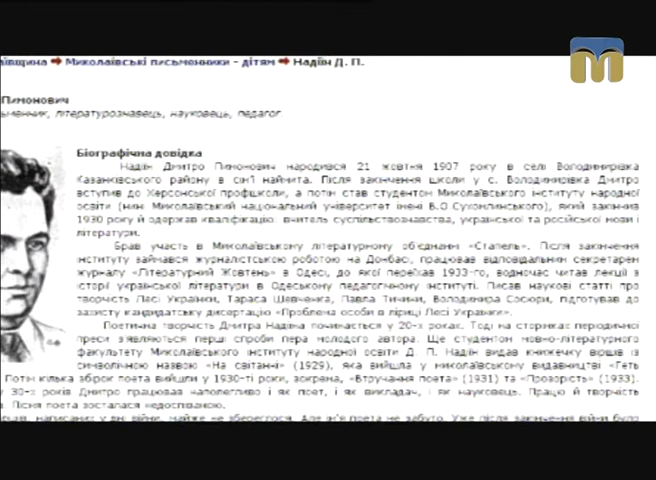 аївщина ➡ Миколаївські письменники - дітям ➡ Надіїн Д. П.
Пимонович
ьменник, літературознавець, науковець, педагог.
Біографічна довідка
Надіїн Дмитро Пимонович народився 21 жовтня 1907 року в селі Володимирівка
Казанківського району в сім'ї наймита. Після закінчення школи у с. Володимирівка Дмитро
вступив до Херсонської профшколи, а потім став студентом Миколаївського інституту народної
освіти (нині Миколаївський національний університет імені В.О.Сухомлинського), який закінчив
1930 року й одержав кваліфікацію: вчитель суспільствознавства, української та російської мови і
літератури.
Брав участь в Миколаївському літературному об'єднанні «Стапель». Після закінчення
інституту займався журналістською роботою на Донбасі, працював відповідальним секретарем
журналу «Літературний Жовтень» в Одесі, до якої переїхав 1933-го, водночас читав лекції з
історії української літератури в Одеському педагогічному інституті. Писав наукові статті про
творчість Лесі Українки, Тараса Шевченка, Павла Тичини, Володимира Сосюри, підготував до
захисту кандидатську дисертацію «Проблема особи в ліриці Лесі Українки».
Поетична творчість Дмитра Надіїна починається у 20-х роках. Тоді на сторінках періодичної
преси з'являються перші спроби пера молодого автора. Ще студентом мовно-літературного
факультету Миколаївського інституту народної освіти Д. П. Надіїн видав книжечку віршів із
символічною назвою «На світанні» (1929), яка вийшла у миколаївському видавництві «Геть
Потім кілька збірок поета вийшли у 1930-ті роки, зокрема, «Втручання поета» (1931) та «Прозорість» (1933).
у 30-х років Дмитро працював наполегливо і як поет, і як викладач, і як науковець. Працю й творчість
. Пісня поета зосталася недоспіваною.
написаних у дні війни, майже не збереглося. Але ім'я поета не забуто. Уже після закінчення війни було